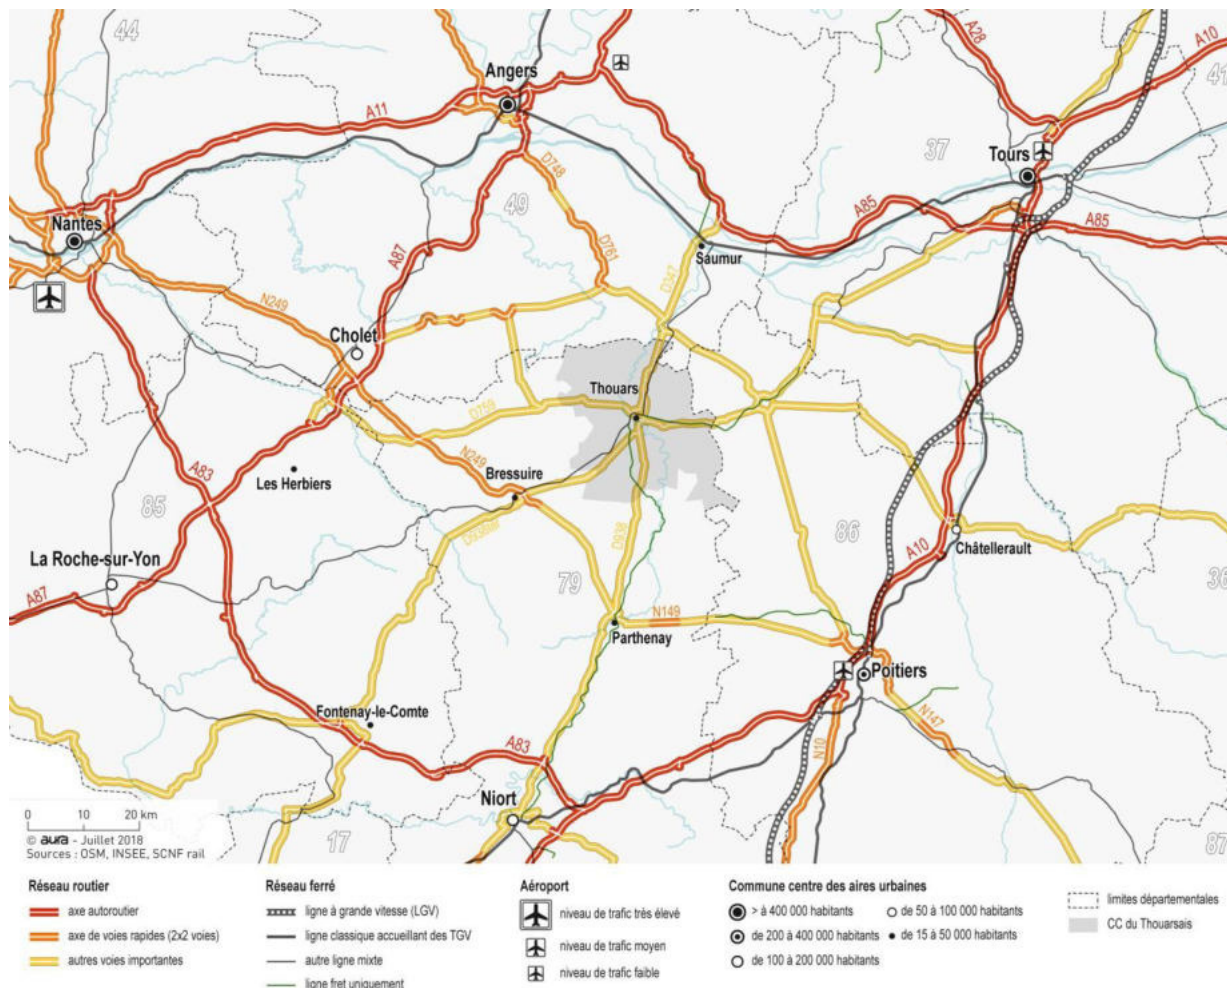 44
A28
A10
41
Angers
A11
D748
37
Tours
49
A85
A85
Nantes
A87
D761
Saumur
D347
N249
Cholet
Thouars
D759
N249
Bressuire
A83
Les Herbiers
85
D938
86
A10
Châtellerault
36
La Roche-sur-Yon
A87
79
N149
Parthenay
Poitiers
Fontenay-le-Comte
N147
A83
N10
Niort
17
87
0 10 20 km
© aura - Juillet 2018
Sources : OSM, INSEE, SCNF rail
Réseau routier
axe autoroutier
axe de voies rapides (2x2 voies)
autres voies importantes
Réseau ferré
ligne à grande vitesse (LGV)
ligne classique accueillant des TGV
autre ligne mixte
ligne fret uniquement
Aéroport
niveau de trafic très élevé
niveau de trafic moyen
niveau de trafic faible
Commune centre des aires urbaines
> à 400 000 habitants
de 200 à 400 000 habitants
de 100 à 200 000 habitants
de 50 à 100 000 habitants
de 15 à 50 000 habitants
limites départementales
CC du Thouarsais